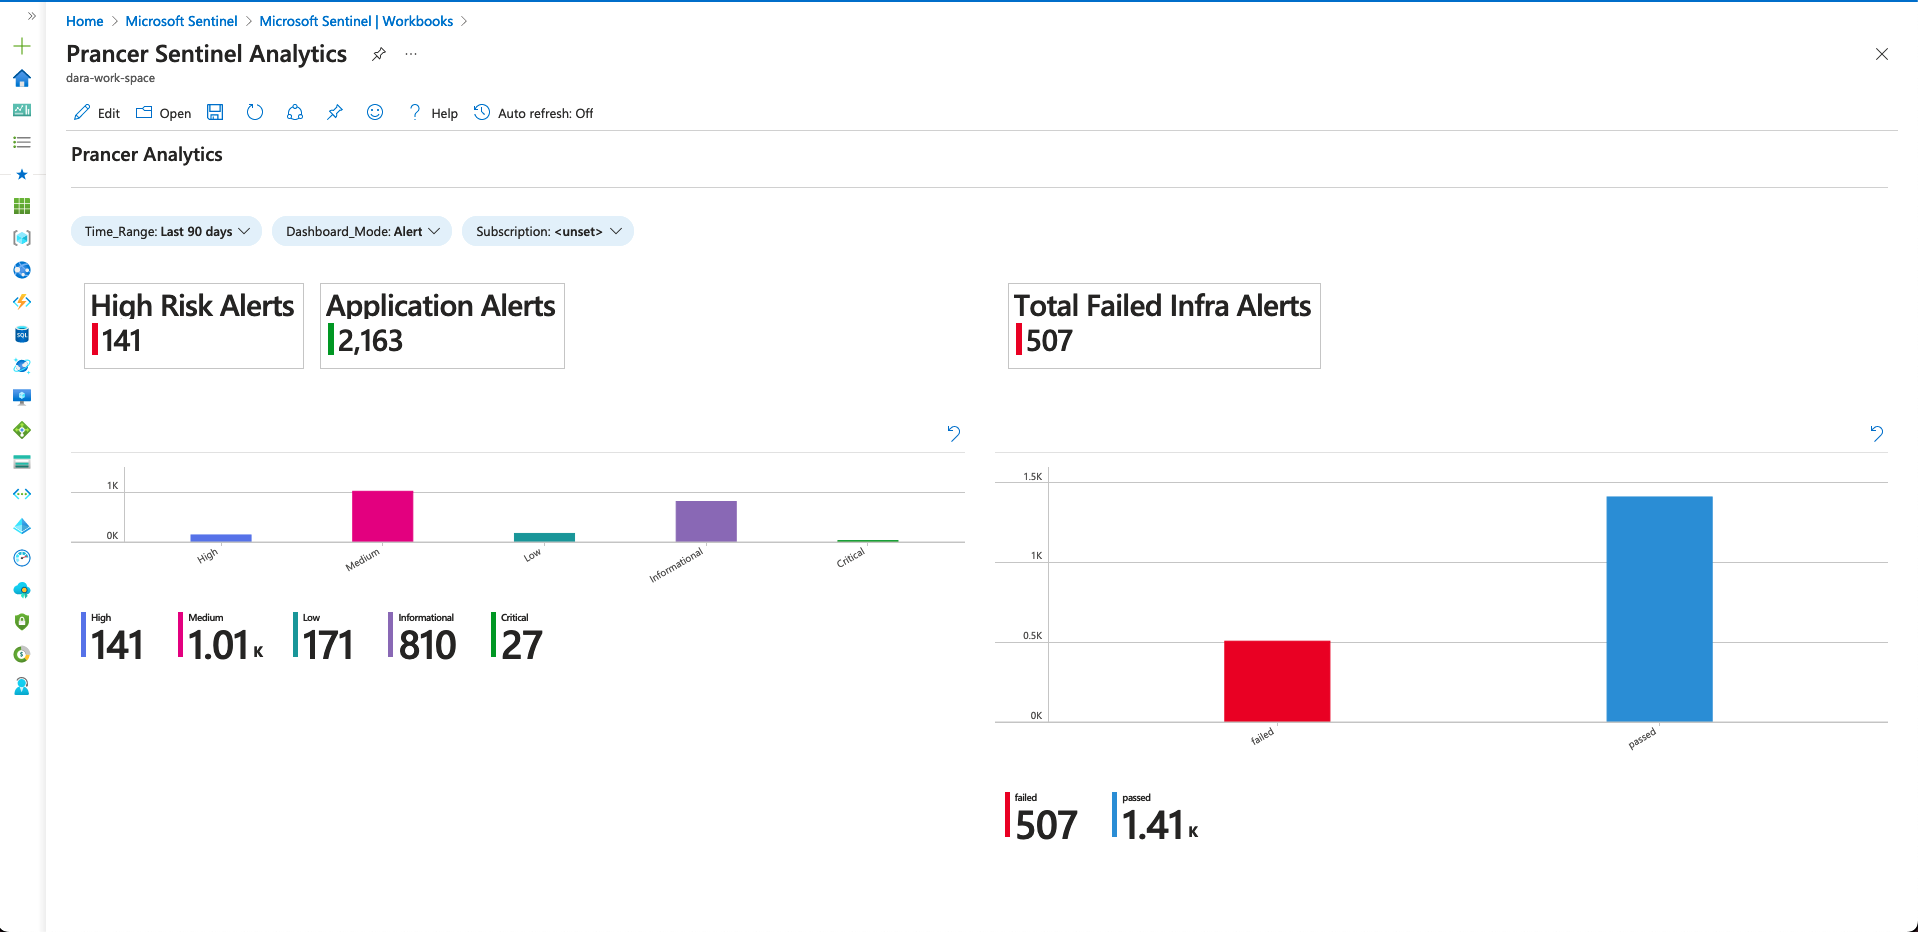 Home > Microsoft Sentinel > Microsoft Sentinel | Workbooks >
Prancer Sentinel Analytics
dara-work-space
Edit Open Help Auto refresh: Off
Prancer Analytics
Time_Range: Last 90 days Dashboard_Mode: Alert Subscription: <unset>
High Risk Alerts
141
Application Alerts
2,163
Total Failed Infra Alerts
507
1K
0K
High Medium Low Informational Critical
High Medium Low Informational Critical
141 1.01 K 171 810 27
1.5K
1K
0.5K
0K
failed passed
failed passed
507 1.41 K